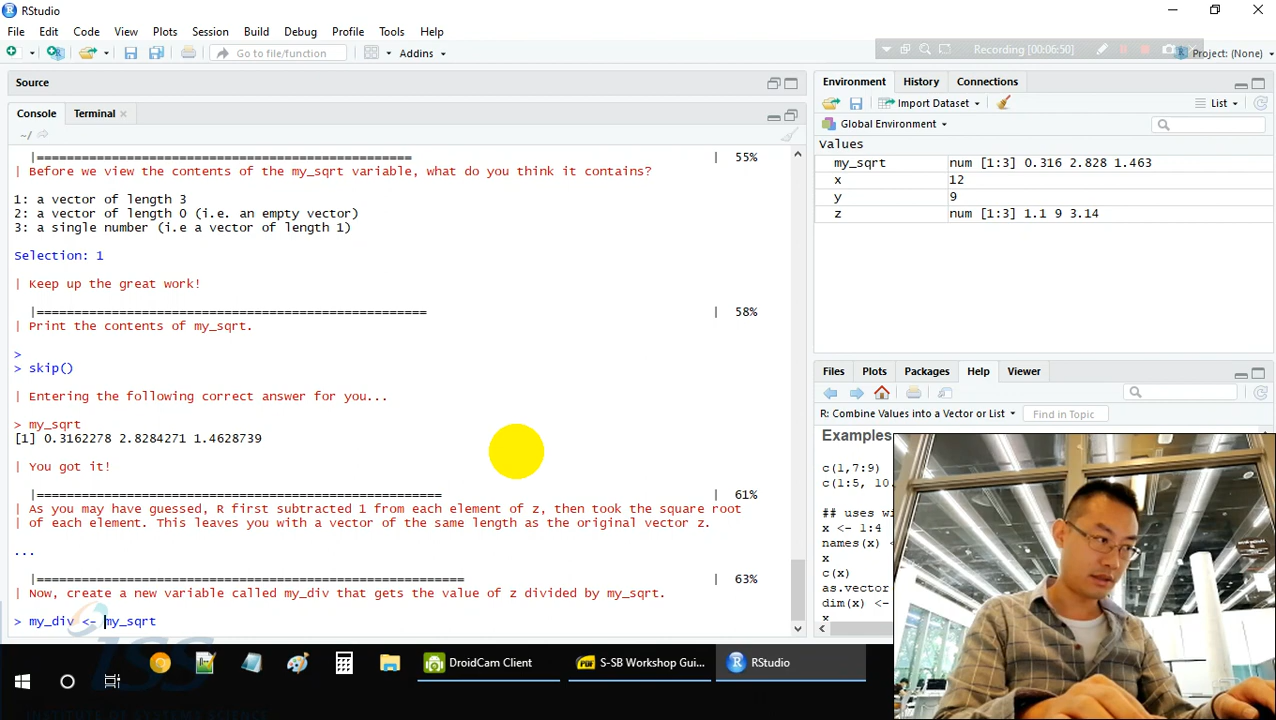 RStudio
File Edit Code View Plots Session Build Debug Profile Tools Help
Go to file/function
Addins
Recording [00:06:50]
Project: (None)
Source
Console Terminal
~/
|================================================== | 55%
| Before we view the contents of the my_sqrt variable, what do you think it contains?
1: a vector of length 3
2: a vector of length 0 (i.e. an empty vector)
3: a single number (i.e a vector of length 1)
Selection: 1
| Keep up the great work!
|==================================================== | 58%
| Print the contents of my_sqrt.
>
> skip()
| Entering the following correct answer for you...
> my_sqrt
[1] 0.3162278 2.8284271 1.4628739
| You got it!
|====================================================== | 61%
| As you may have guessed, R first subtracted 1 from each element of z, then took the square root
| of each element. This leaves you with a vector of the same length as the original vector z.
...
|========================================================= | 63%
| Now, create a new variable called my_div that gets the value of z divided by my_sqrt.
> my_div <- my_sqrt
Environment History Connections
Import Dataset
List
Global Environment
Values
my_sqrt num [1:3] 0.316 2.828 1.463
x 12
y 9
z num [1:3] 1.1 9 3.14
Files Plots Packages Help Viewer
R: Combine Values into a Vector or List
Find in Topic
Examples
c(1,7:9)
c(1:5, 10.
## uses wi
x <- 1:4
names(x) <
x
c(x)
as.vector
dim(x) <-
x
iss
DroidCam Client
S-SB Workshop Gui...
RStudio